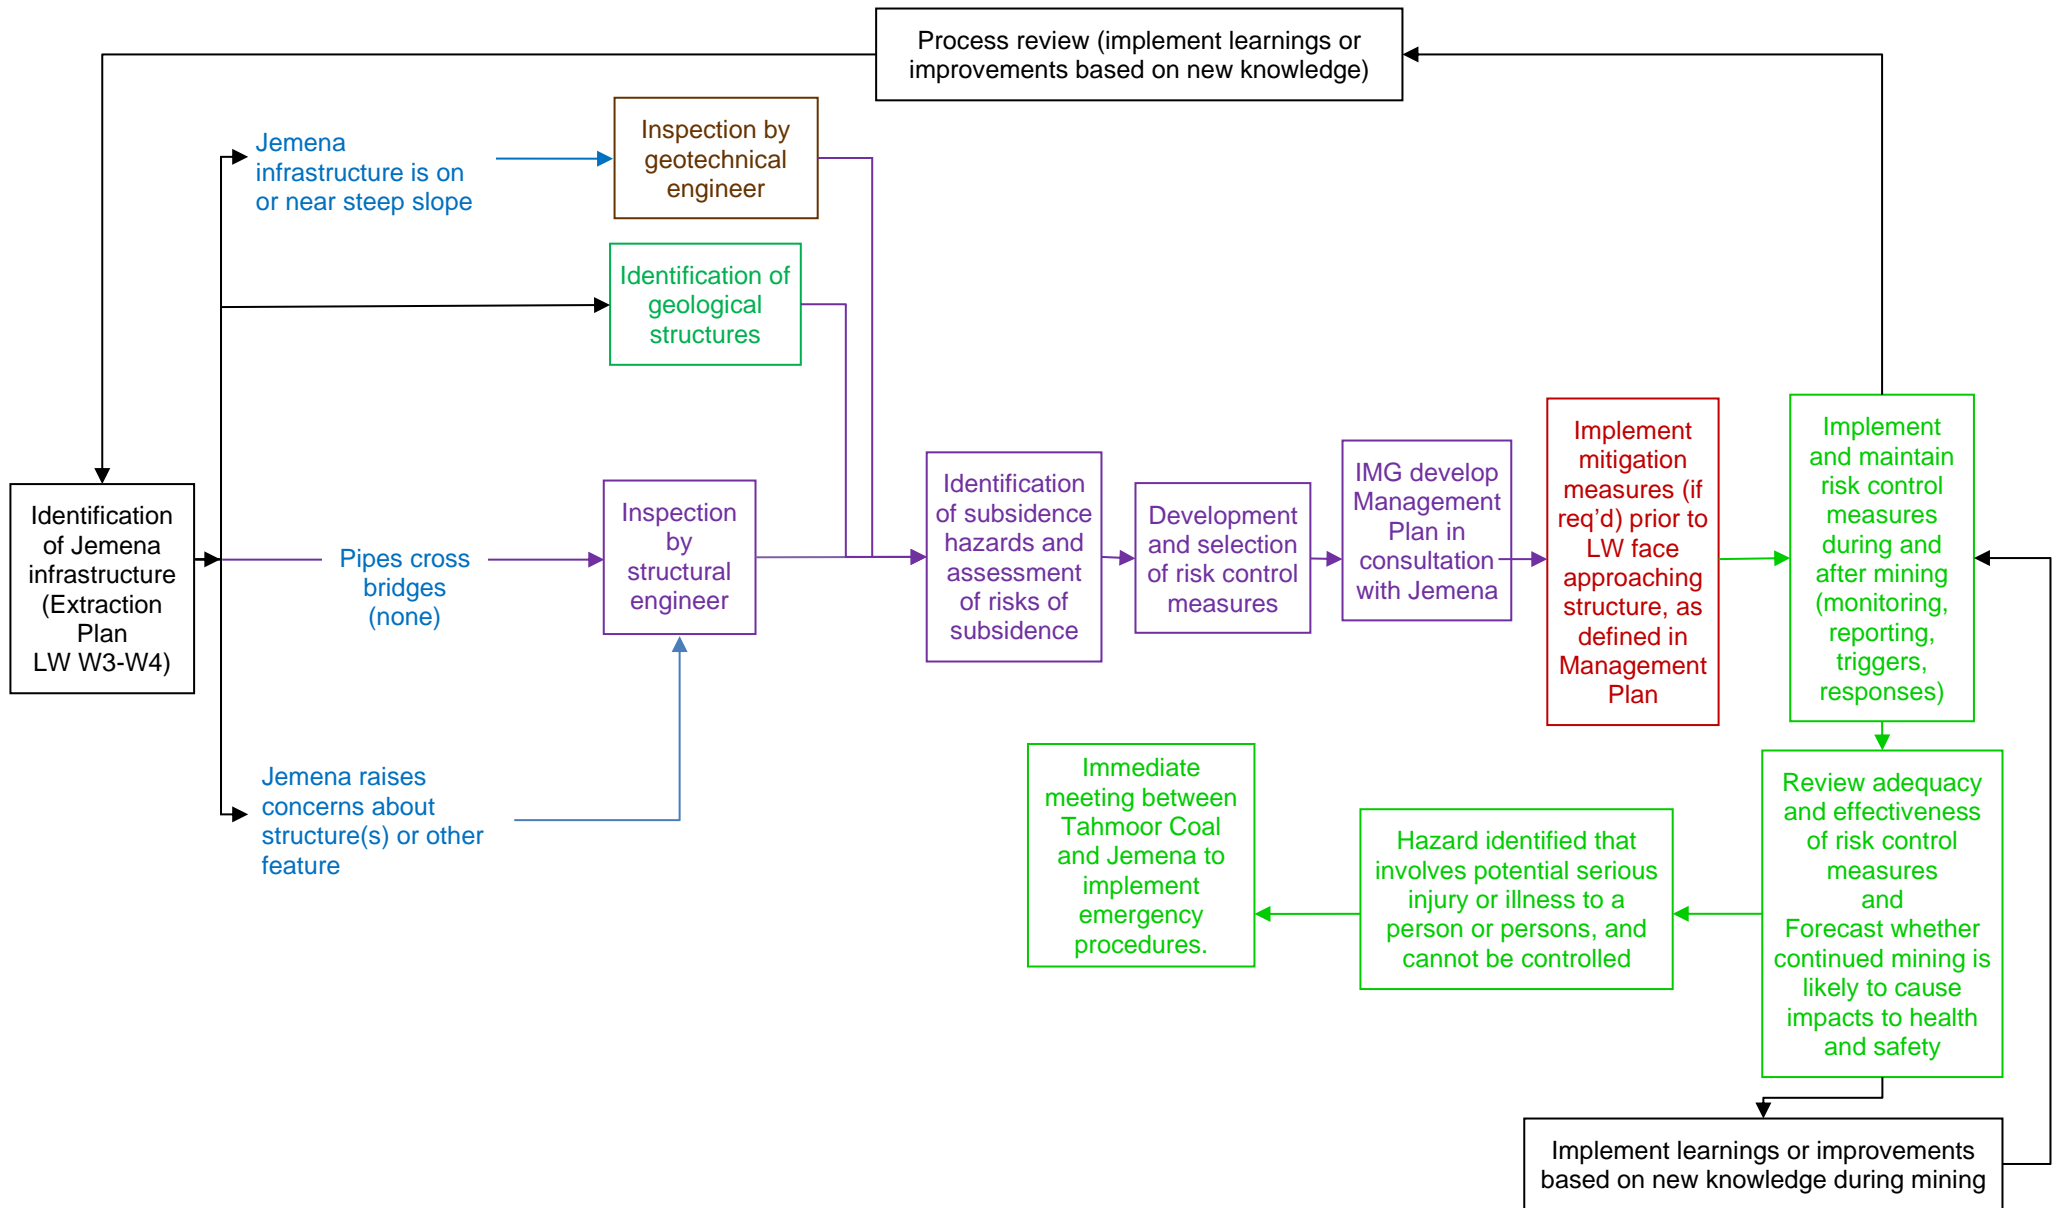 Process review (implement learnings or
improvements based on new knowledge)
Jemena
infrastructure is on
or near steep slope
Inspection by
geotechnical
engineer
Identification of
geological
structures
Identification
of Jemena
infrastructure
(Extraction
Plan
LW W3-W4)
Pipes cross
bridges
(none)
Inspection
by
structural
engineer
Jemena raises
concerns about
structure(s) or other
feature
Identification
of subsidence
hazards and
assessment
of risks of
subsidence
Development
and selection
of risk control
measures
IMG develop
Management
Plan in
consultation
with Jemena
Implement
mitigation
measures (if
req’d) prior to
LW face
approaching
structure, as
defined in
Management
Plan
Implement
and maintain
risk control
measures
during and
after mining
(monitoring,
reporting,
triggers,
responses)
Review adequacy
and effectiveness
of risk control
measures
and
Forecast whether
continued mining is
likely to cause
impacts to health
and safety
Hazard identified that
involves potential serious
injury or illness to a
person or persons, and
cannot be controlled
Immediate
meeting between
Tahmoor Coal
and Jemena to
implement
emergency
procedures.
Implement learnings or improvements
based on new knowledge during mining